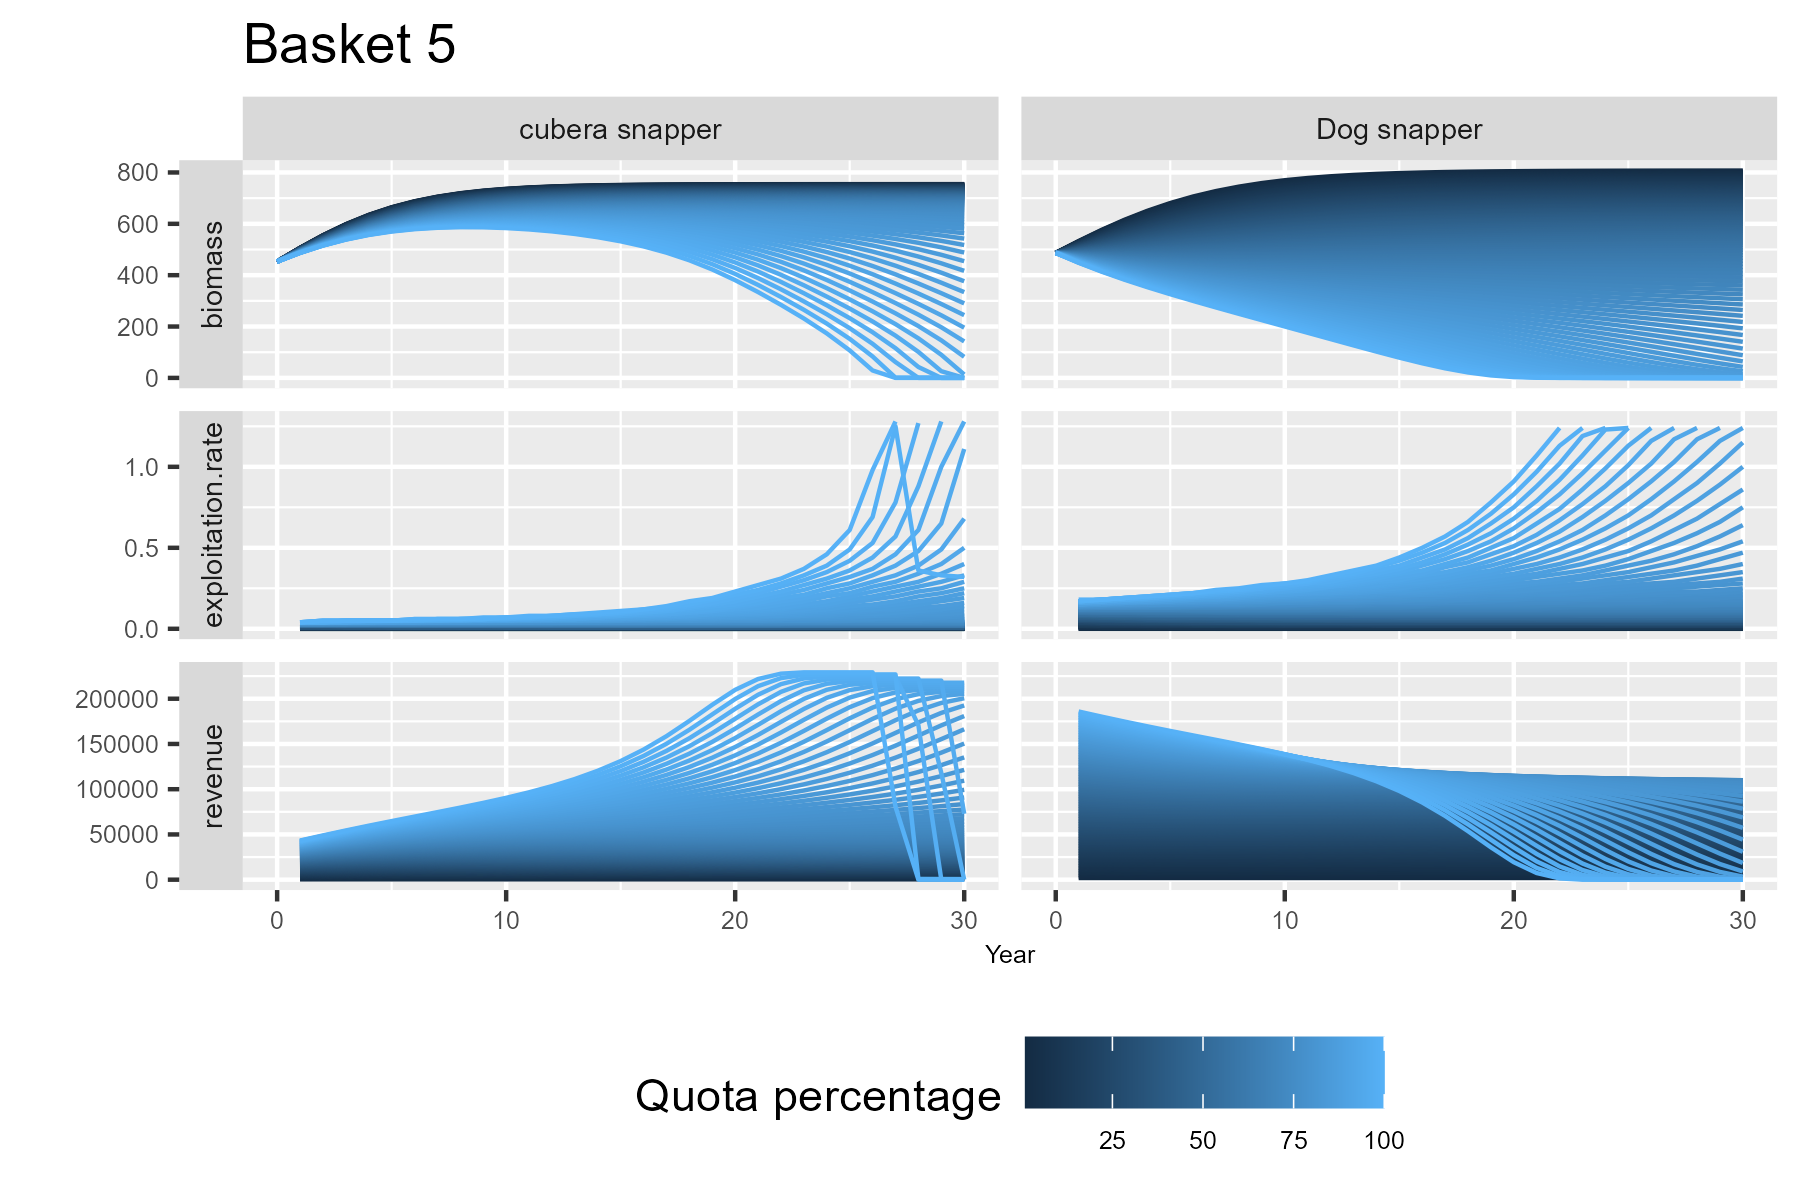 Basket 5
cubera snapper
Dog snapper
biomass
800
600
400
200
0
exploitation.rate
1.0
0.5
0.0
revenue
200000
150000
100000
50000
0
0 10 20 30
0 10 20 30
Year
Quota percentage
25 50 75 100